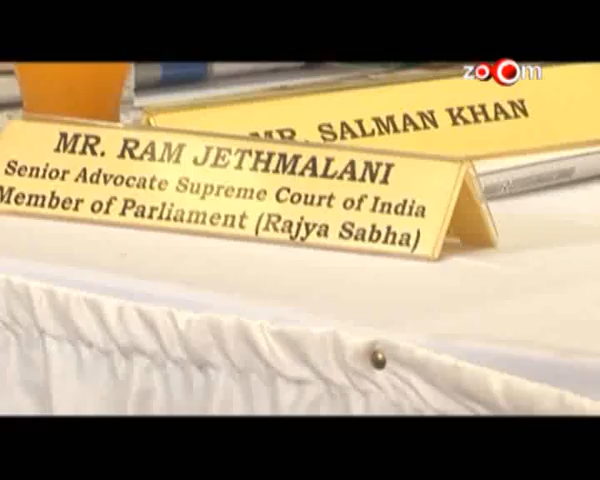 zoom
MR. SALMAN KHAN
MR. RAM JETHMALANI
Senior Advocate Supreme Court of India
Member of Parliament (Rajya Sabha)